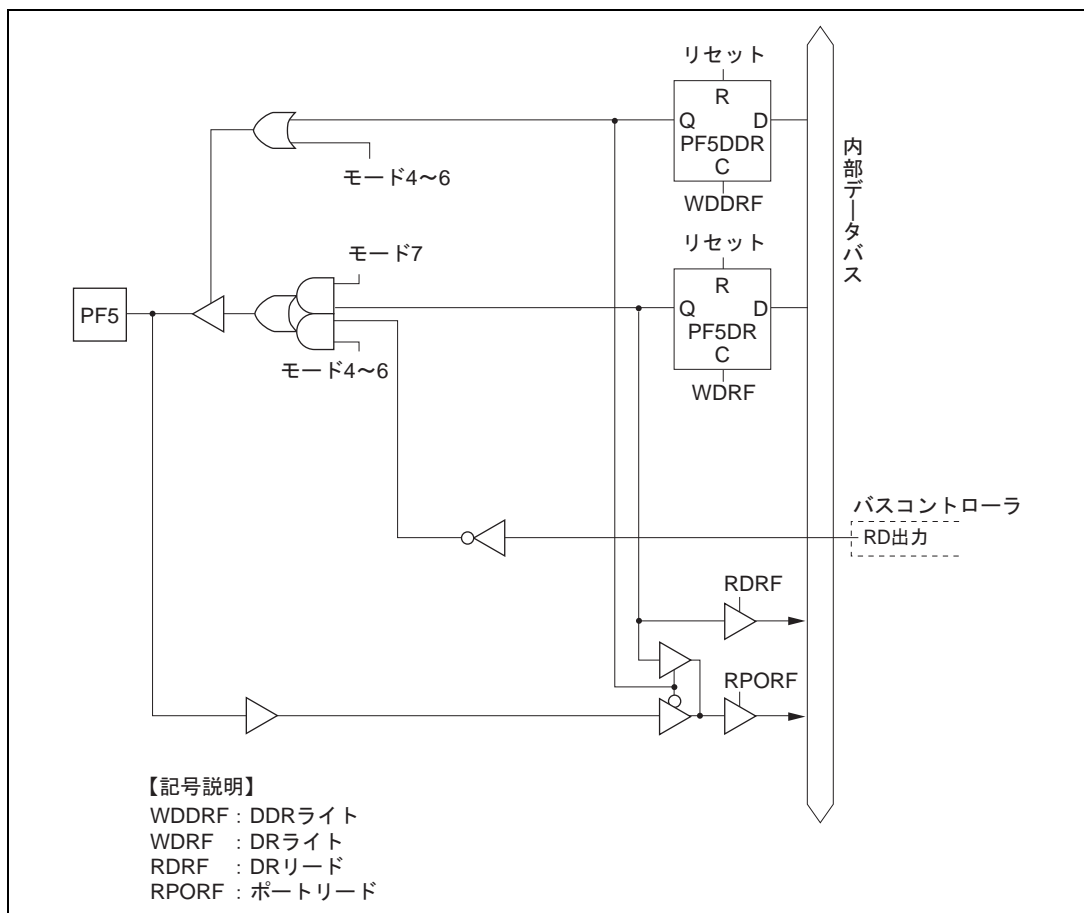 リセット
R
Q
D
PF5DDR
C
WDDRF
モード4～6
内部データバス
リセット
モード7
R
Q
D
PF5DR
C
WDRF
PF5
モード4～6
バスコントローラ
RD出力
RDRF
RPORF
【記号説明】
WDDRF : DDRライト
WDRF : DRライト
RDRF : DRリード
RPORF : ポートリード